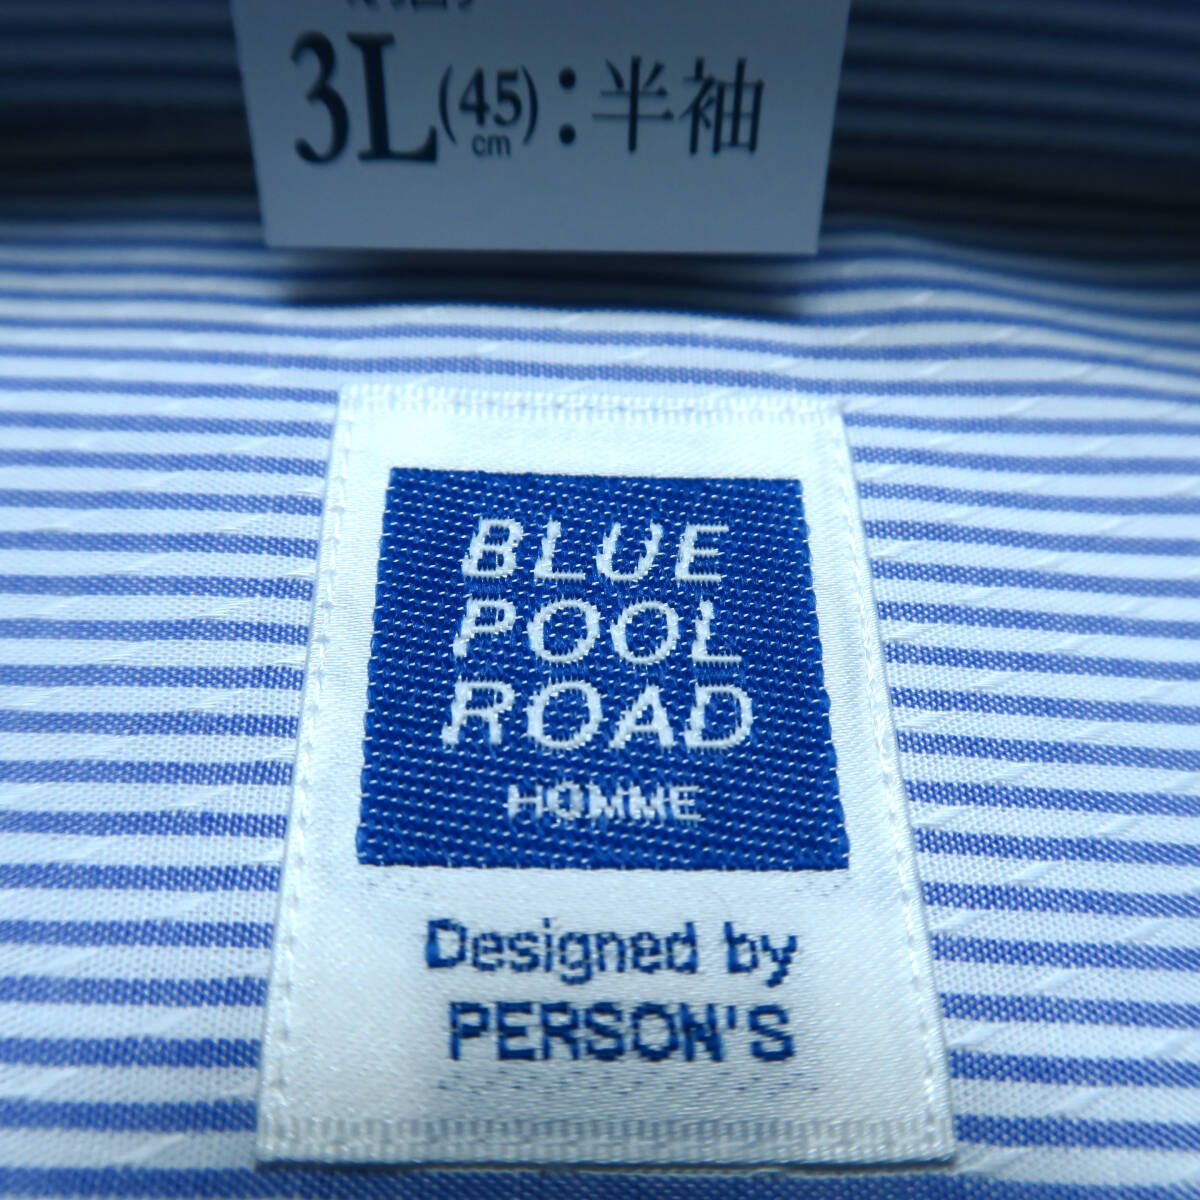 3L(45cm):半袖
BLUE
POOL
ROAD
HOMME
Designed by
PERSON'S